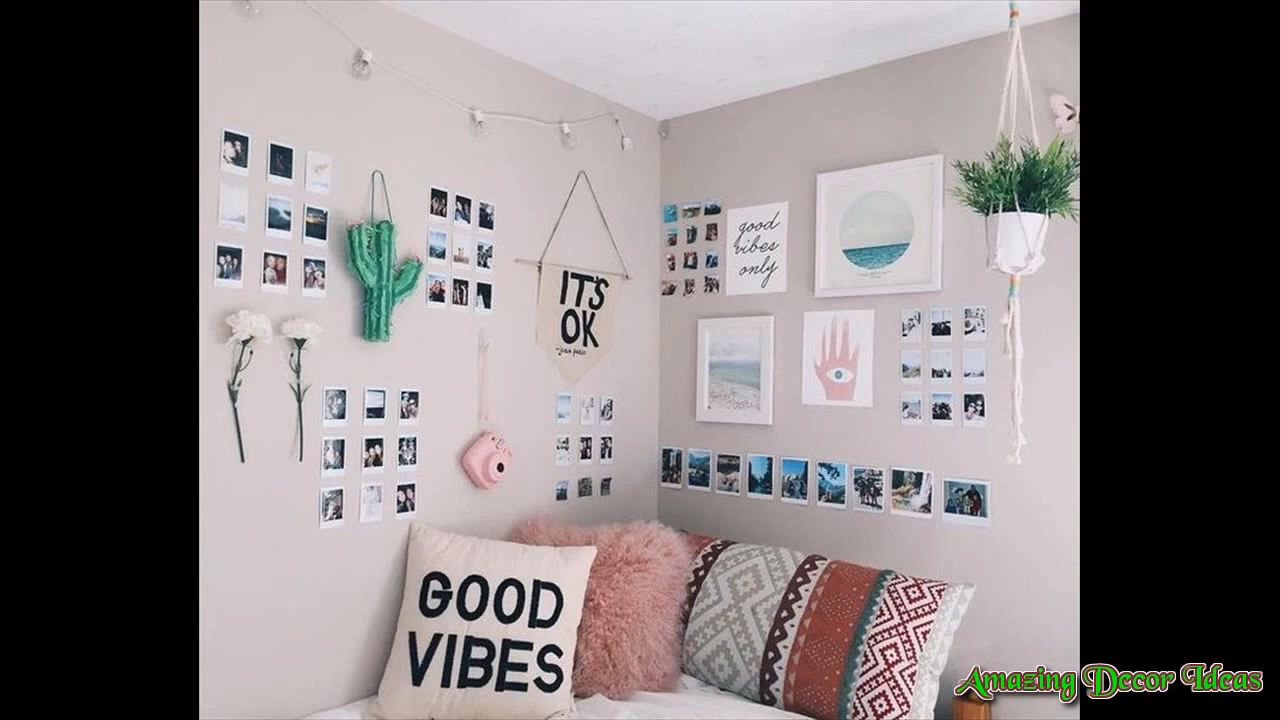 good
vibes
only
IT'S
OK
GOOD
VIBES
Amazing Decor Ideas